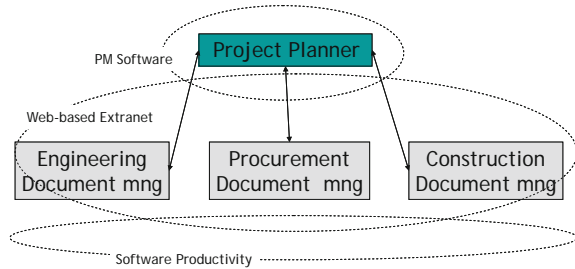 Project Planner
PM Software
Web-based Extranet
Engineering
Document mng
Procurement
Document mng
Construction
Document mng
Software Productivity